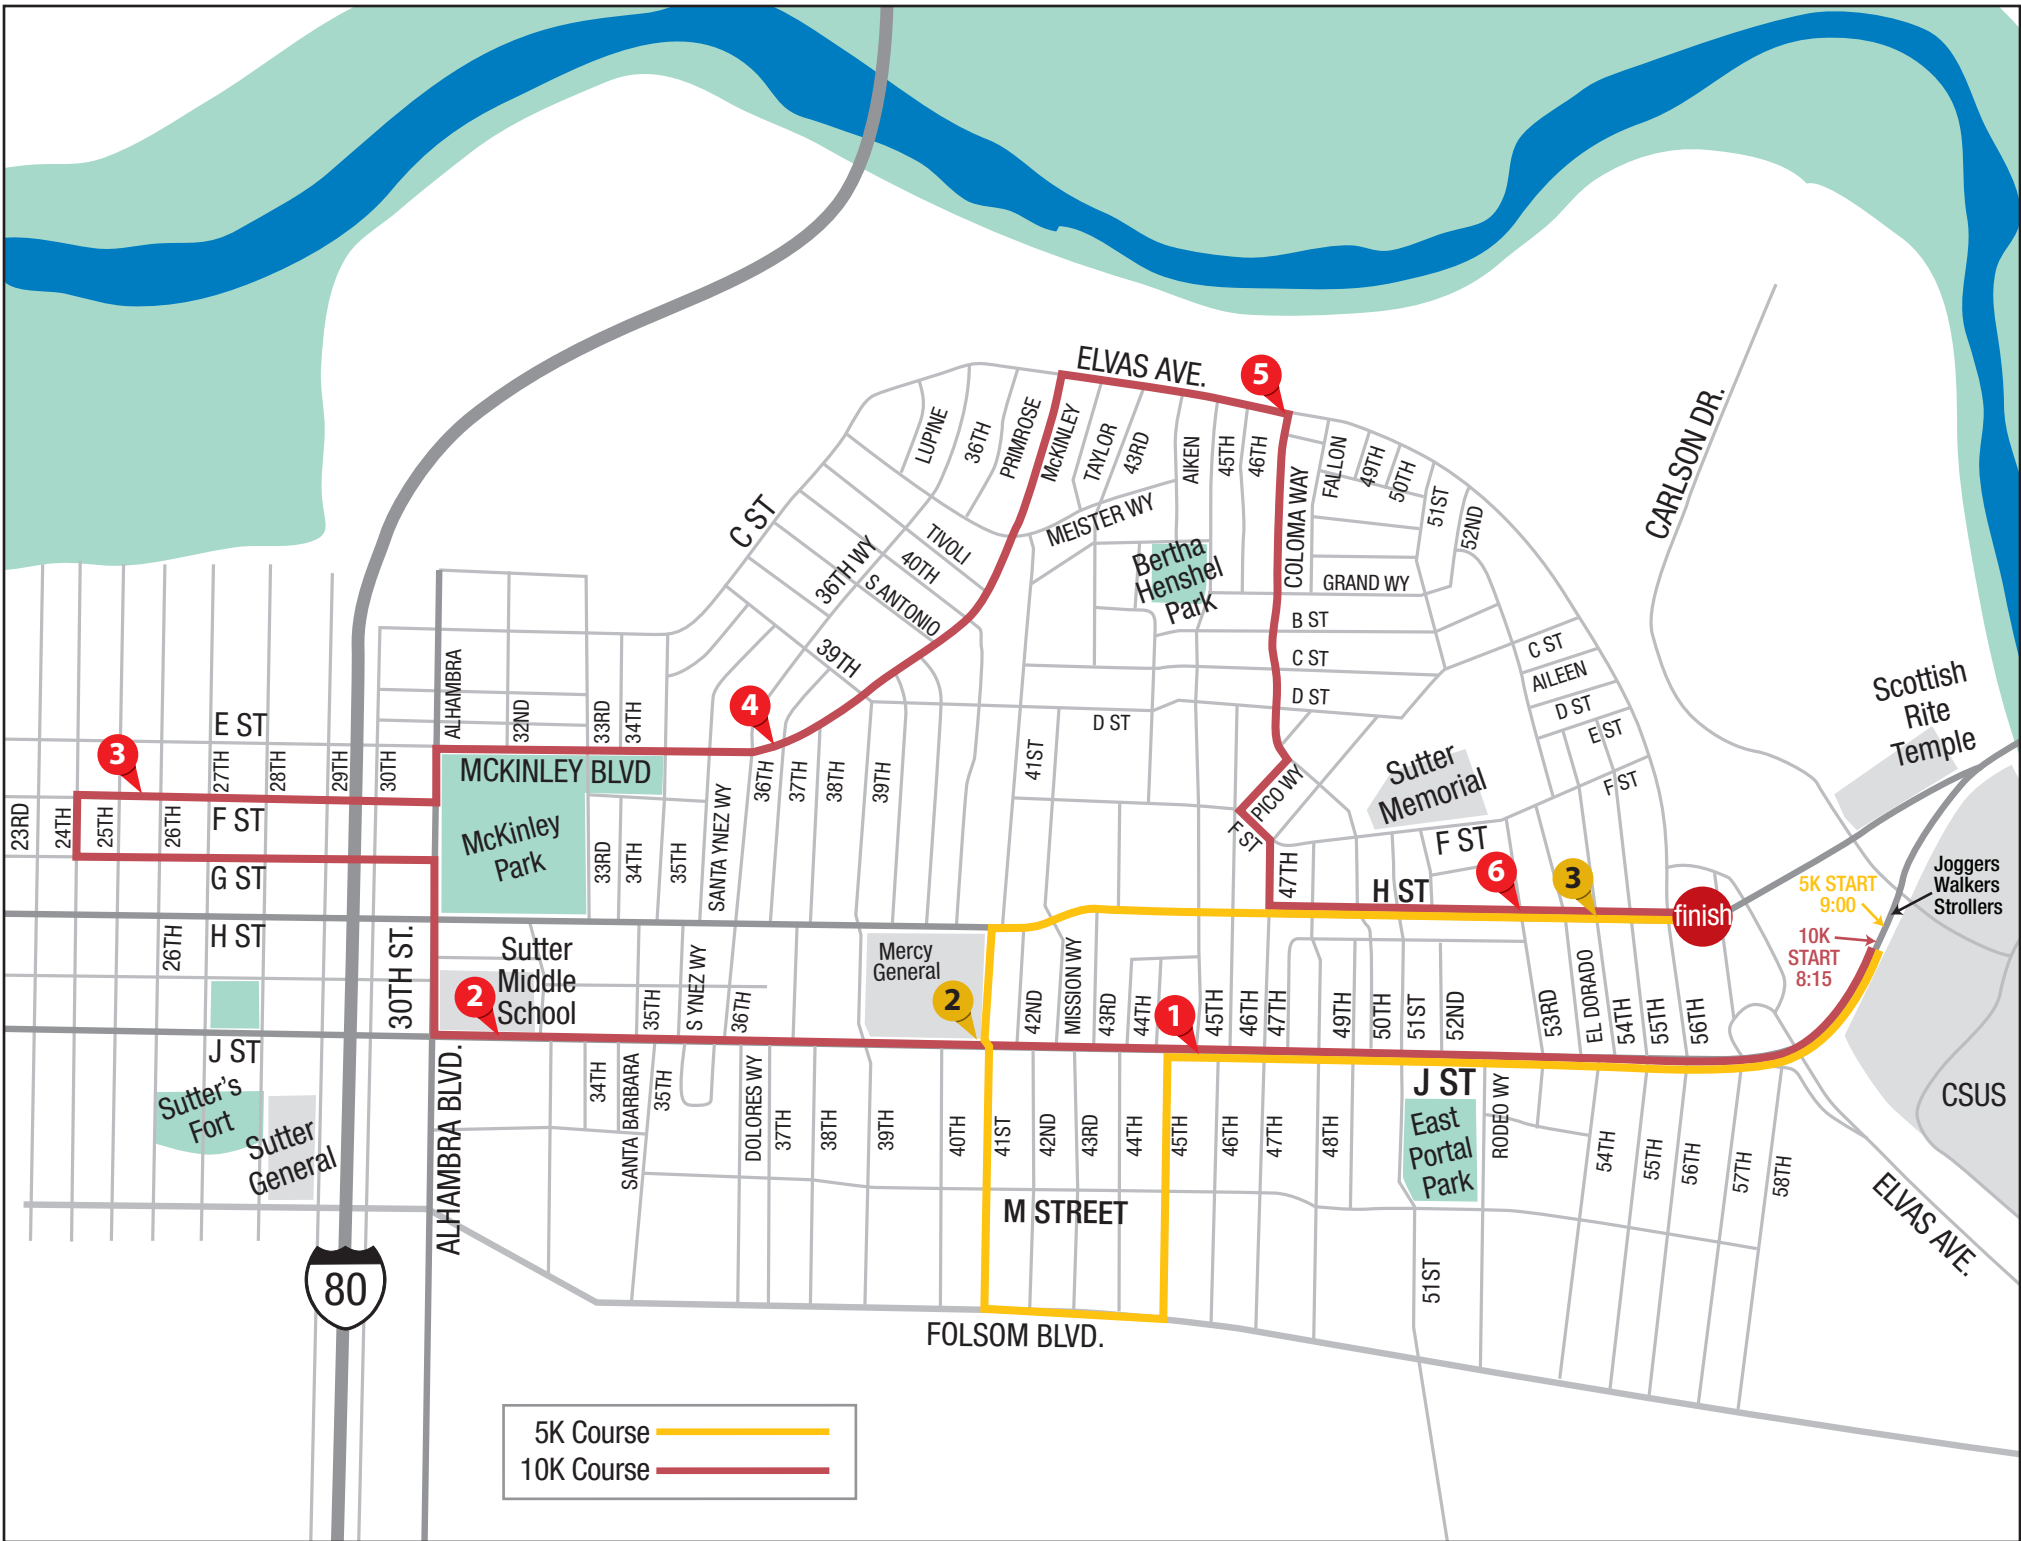 ELVAS AVE.
5
LUPINE
36TH
PRIMROSE
McKINLEY
TAYLOR
43RD
AIKEN
45TH
46TH
COLOMA WAY
FALLON
49TH
50TH
51ST
52ND
CARLSON DR.
C ST
36TH WY
TIVOLI
40TH
S ANTONIO
39TH
MEISTER WY
Bertha
Henshel
Park
GRAND WY
B ST
C ST
D ST
D ST
C ST
AILEEN
D ST
E ST
F ST
Scottish
Rite
Temple
ALHAMBRA
32ND
33RD
34TH
4
E ST
3
27TH
28TH
29TH
30TH
MCKINLEY BLVD
23RD
24TH
25TH
26TH
F ST
McKinley
Park
33RD
34TH
35TH
SANTA YNEZ WY
36TH
37TH
38TH
39TH
41ST
PICO WY
F ST
47TH
Sutter
Memorial
F ST
H ST
6
3
finish
5K START
9:00
10K
START
8:15
Joggers
Walkers
Strollers
G ST
H ST
26TH
30TH ST.
Sutter
Middle
School
2
35TH
S YNEZ WY
36TH
Mercy
General
2
42ND
MISSION WY
43RD
44TH
1
45TH
46TH
47TH
49TH
50TH
51ST
52ND
53RD
EL DORADO
54TH
55TH
56TH
J ST
Sutter's
Fort
Sutter
General
ALHAMBRA BLVD.
34TH
SANTA BARBARA
35TH
DOLORES WY
37TH
38TH
39TH
40TH
41ST
42ND
43RD
44TH
45TH
46TH
47TH
48TH
J ST
East
Portal
Park
RODEO WY
54TH
55TH
56TH
57TH
58TH
CSUS
ELVAS AVE.
M STREET
51ST
80
FOLSOM BLVD.
5K Course
10K Course